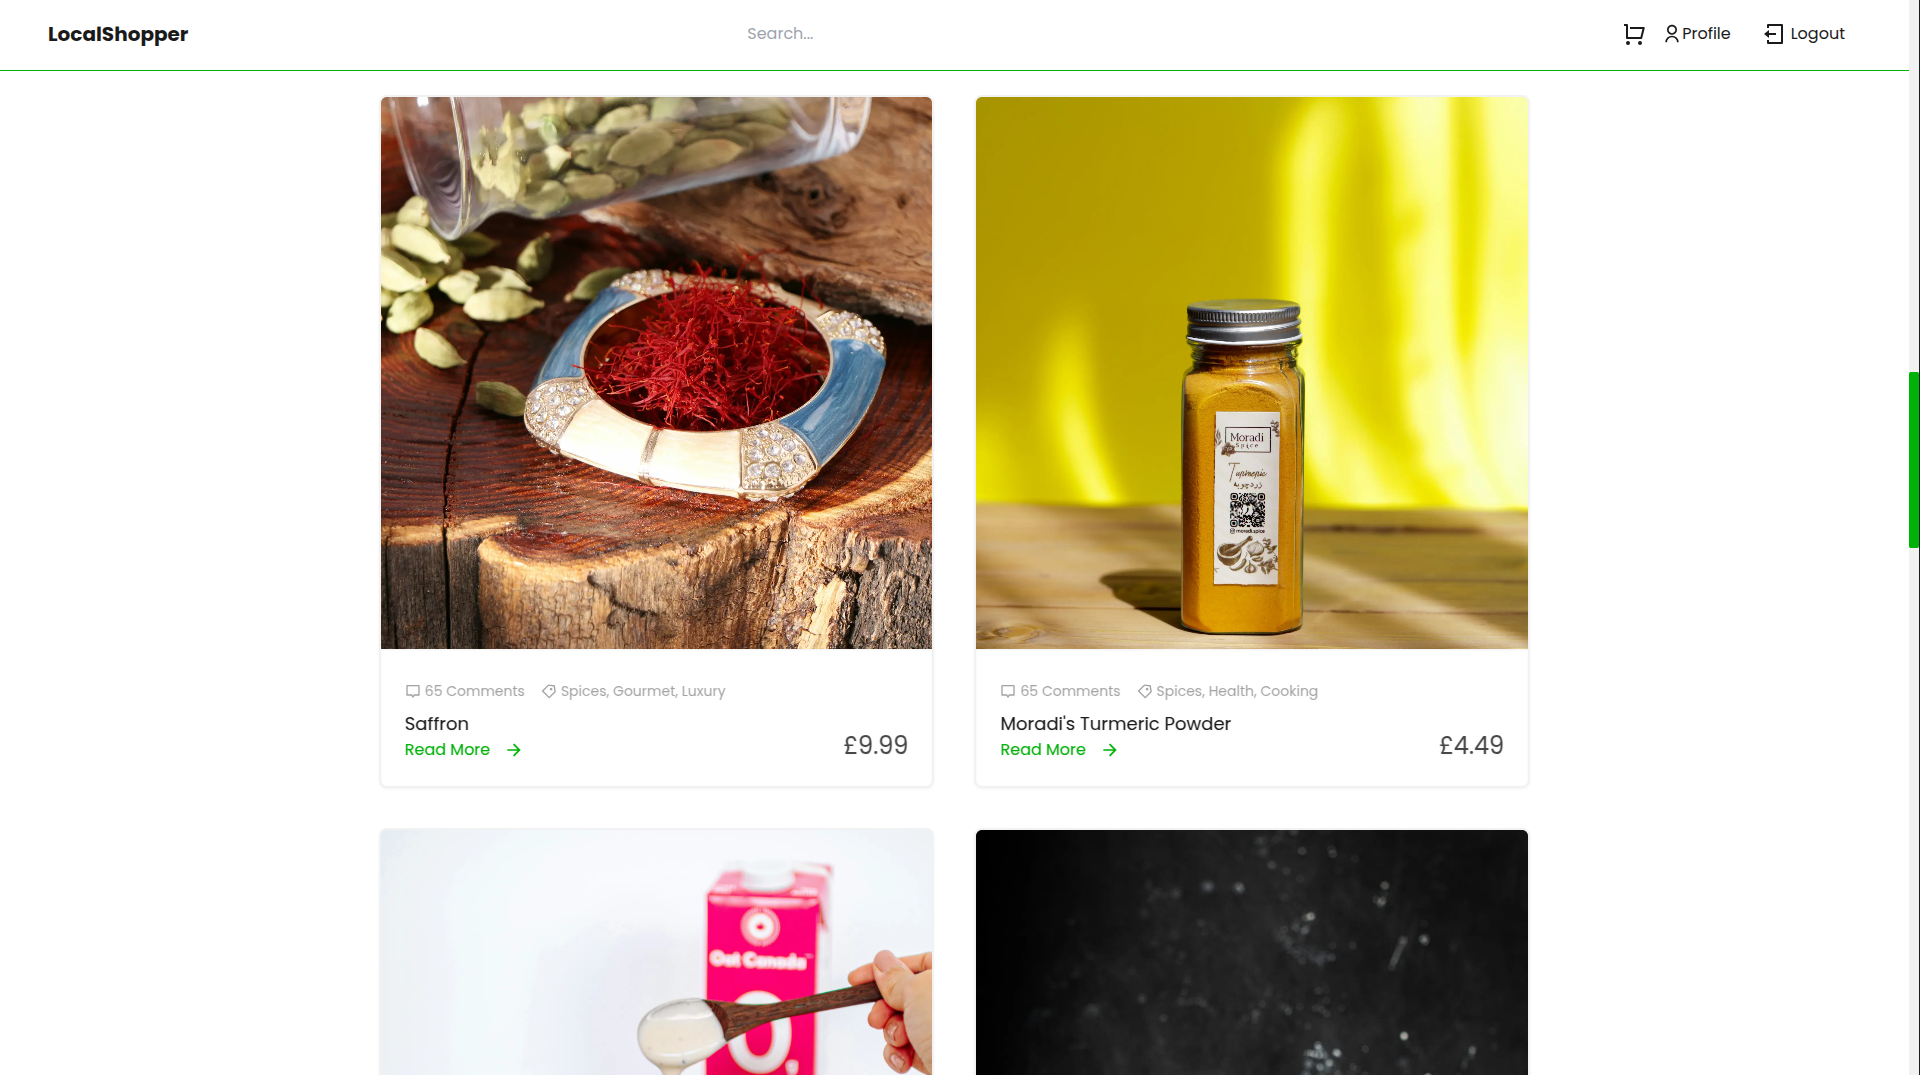 LocalShopper
Search...
Profile
Logout
Moradi
Spice
Turmeric
زردچوبه
65 Comments
Spices, Gourmet, Luxury
Saffron
Read More
£9.99
65 Comments
Spices, Health, Cooking
Moradi's Turmeric Powder
Read More
£4.49
Oat Canada